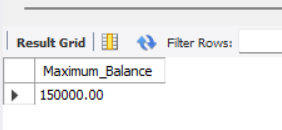 Result Grid Filter Rows:
Maximum_Balance
150000.00